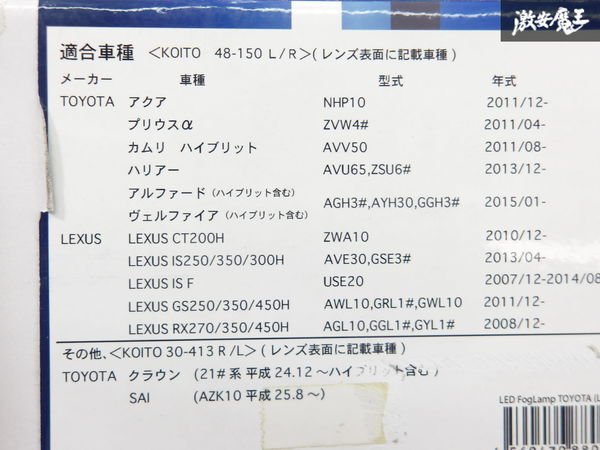 激安魔王
適合車種 ＜KOITO 48-150 L/R＞(レンズ表面に記載車種)
メーカー 車種 型式 年式
TOYOTA アクア NHP10 2011/12-
プリウスα ZVW4# 2011/04-
カムリ ハイブリット AVV50 2011/08-
ハリアー AVU65,ZSU6# 2013/12-
アルファード (ハイブリット含む)
ヴェルファイア (ハイブリット含む) AGH3#,AYH30,GGH3# 2015/01-
LEXUS LEXUS CT200H ZWA10 2010/12-
LEXUS IS250/350/300H AVE30,GSE3# 2013/04-
LEXUS IS F USE20 2007/12-2014/08
LEXUS GS250/350/450H AWL10,GRL1#,GWL10 2011/12-
LEXUS RX270/350/450H AGL10,GGL1#,GYL1# 2008/12-
その他、＜KOITO 30-413 R/L＞(レンズ表面に記載車種)
TOYOTA クラウン (21#系 平成24.12～ハイブリット含む)
SAI (AZK10 平成25.8～)
LED FogLamp TOYOTA (L